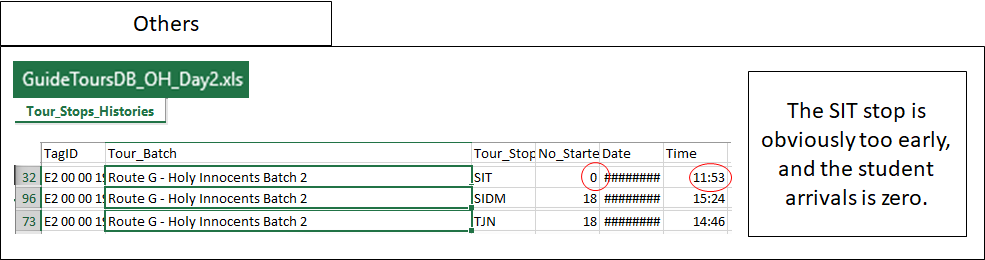 Others
GuideToursDB_OH_Day2.xls
Tour_Stops_Histories
TagID Tour_Batch Tour_Stop No_Starte Date Time
32 E2 00 00 19 Route G - Holy Innocents Batch 2 SIT 0 ######## 11:53
96 E2 00 00 19 Route G - Holy Innocents Batch 2 SIDM 18 ######## 15:24
73 E2 00 00 19 Route G - Holy Innocents Batch 2 TJN 18 ######## 14:46
The SIT stop is
obviously too early,
and the student
arrivals is zero.